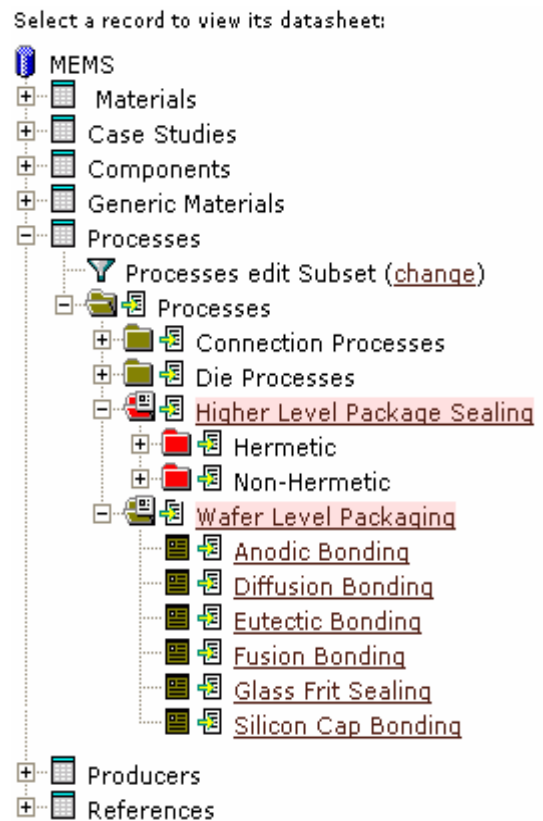 Select a record to view its datasheet:
MEMS
Materials
Case Studies
Components
Generic Materials
Processes
Processes edit Subset (change)
Processes
Connection Processes
Die Processes
Higher Level Package Sealing
Hermetic
Non-Hermetic
Wafer Level Packaging
Anodic Bonding
Diffusion Bonding
Eutectic Bonding
Fusion Bonding
Glass Frit Sealing
Silicon Cap Bonding
Producers
References